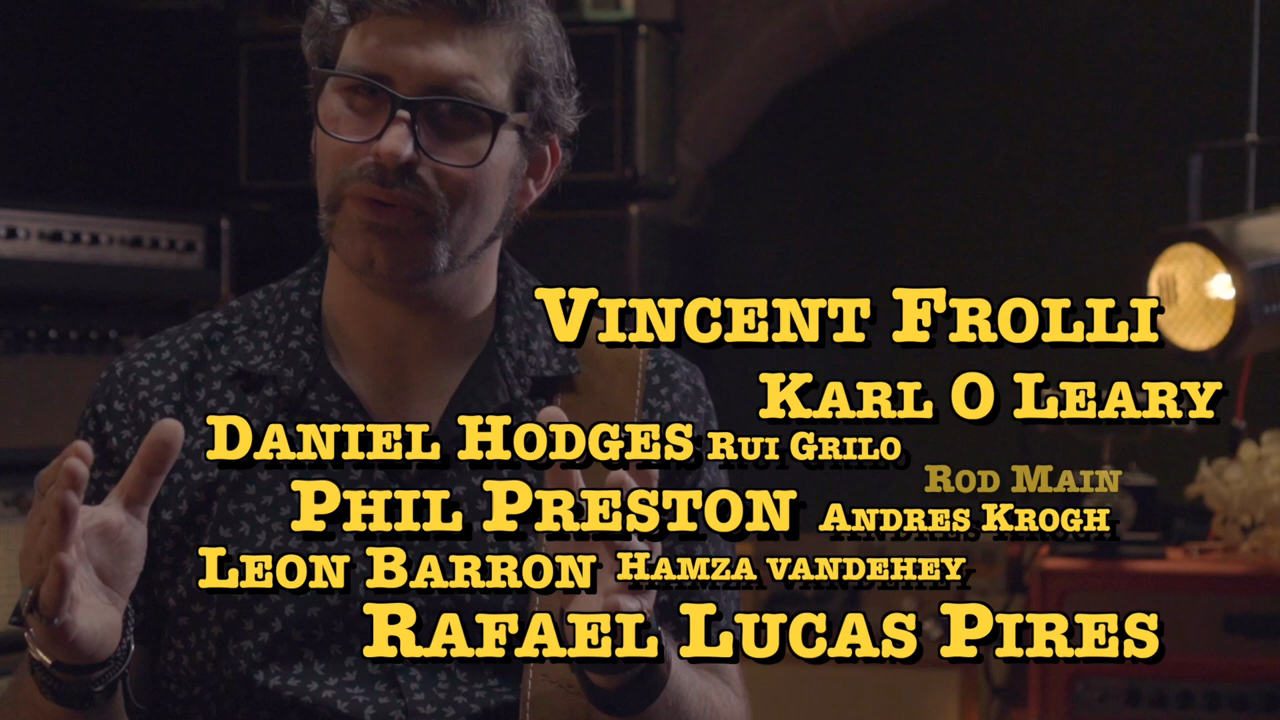 Vincent Frolli
Karl O Leary
Daniel Hodges Rui Grilo
Rod Main
Phil Preston Andres Krogh
Leon Barron Hamza vandehey
Rafael Lucas Pires